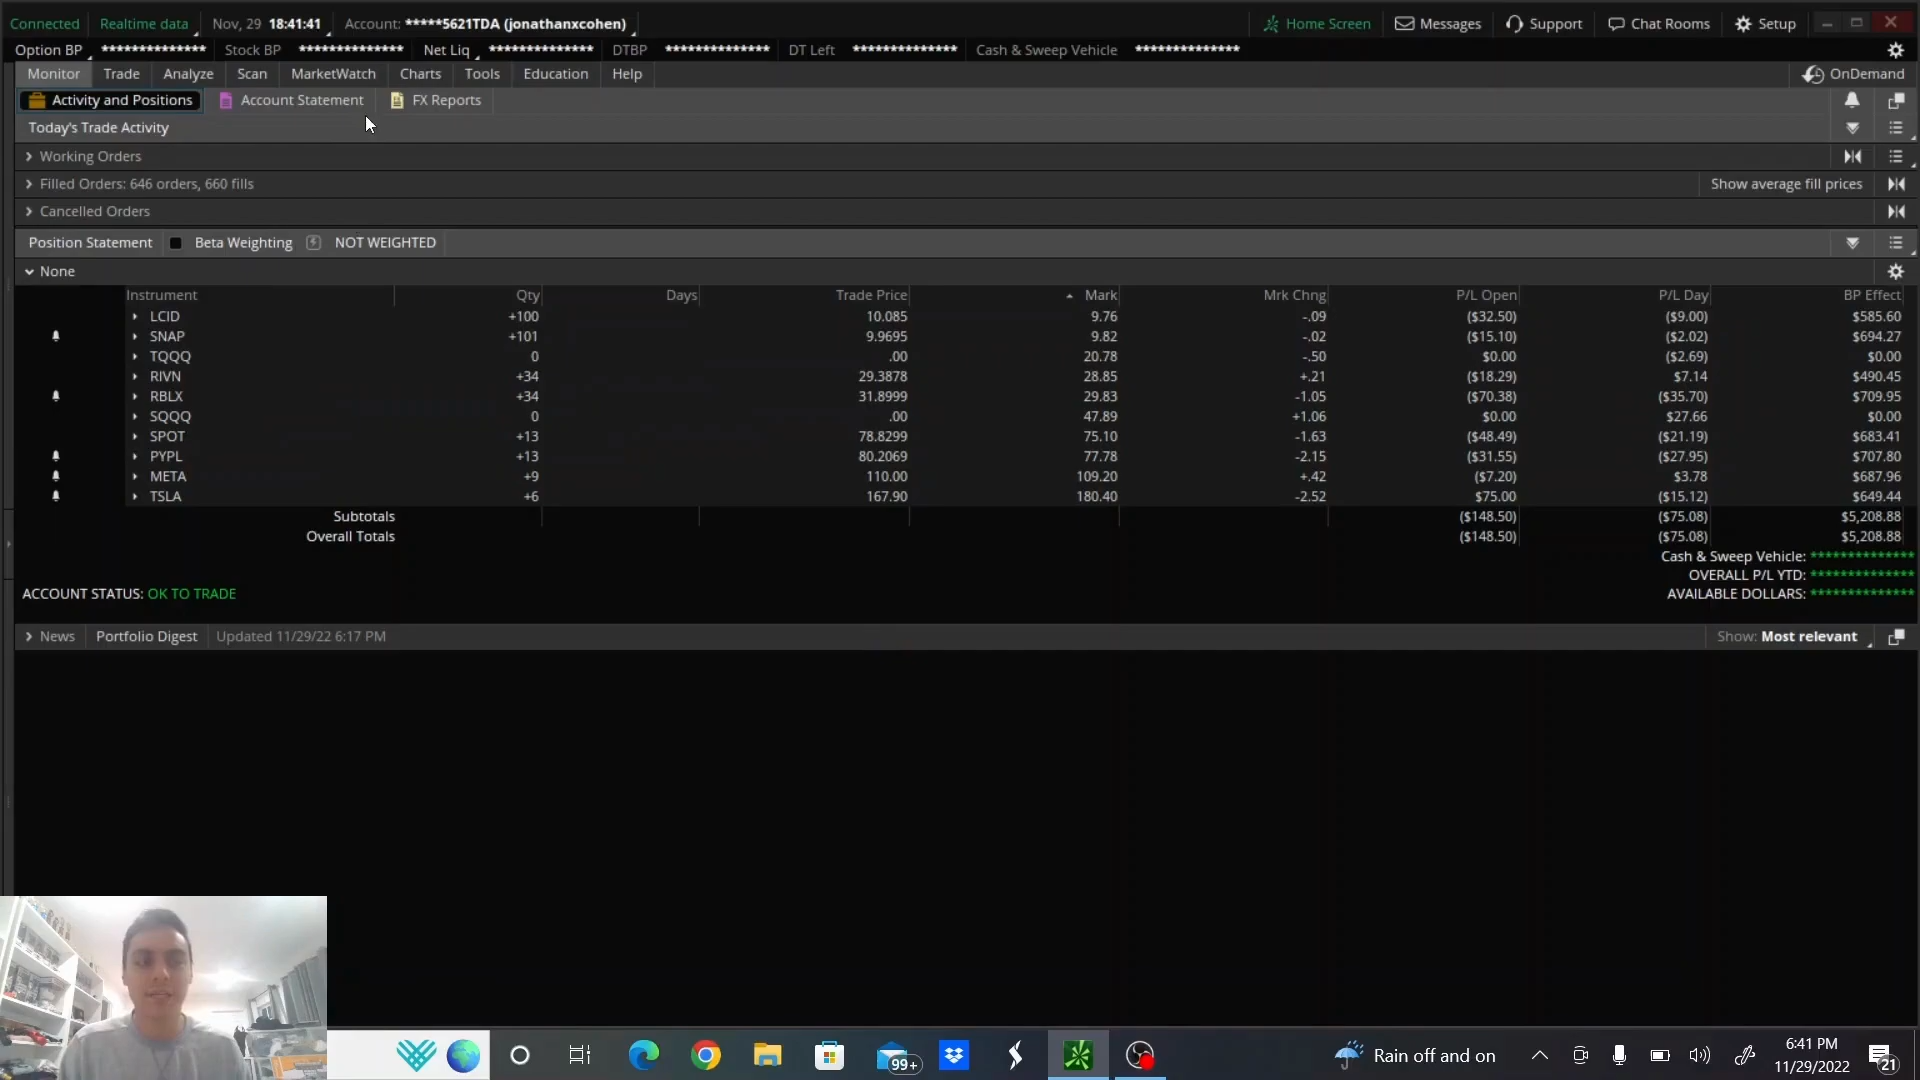 Connected Realtime data Nov, 29 18:41:41 Account: *****5621TDA (jonathanxcohen) Home Screen Messages Support Chat Rooms Setup
Option BP ************** Stock BP ************** Net Liq ************** DTBP ************** DT Left ************** Cash & Sweep Vehicle **************
Monitor Trade Analyze Scan MarketWatch Charts Tools Education Help OnDemand
Activity and Positions Account Statement FX Reports
Today's Trade Activity
Working Orders
Filled Orders: 646 orders, 660 fills Show average fill prices
Cancelled Orders
Position Statement Beta Weighting NOT WEIGHTED
None
Instrument Qty Days Trade Price Mark Mrk Chng P/L Open P/L Day BP Effect
LCID +100 10.085 9.76 -.09 ($32.50) ($9.00) $585.60
SNAP +101 9.9695 9.82 -.02 ($15.10) ($2.02) $694.27
TQQQ 0 .00 20.78 -.50 $0.00 ($2.69) $0.00
RIVN +34 29.3878 28.85 +.21 ($18.29) $7.14 $490.45
RBLX +34 31.8999 29.83 -1.05 ($70.38) ($35.70) $709.95
SQQQ 0 .00 47.89 +1.06 $0.00 $27.66 $0.00
SPOT +13 78.8299 75.10 -1.63 ($48.49) ($21.19) $683.41
PYPL +13 80.2069 77.78 -2.15 ($31.55) ($27.95) $707.80
META +9 110.00 109.20 +.42 ($7.20) $3.78 $687.96
TSLA +6 167.90 180.40 -2.52 $75.00 ($15.12) $649.44
Subtotals ($148.50) ($75.08) $5,208.88
Overall Totals ($148.50) ($75.08) $5,208.88
Cash & Sweep Vehicle: **************
OVERALL P/L YTD: **************
ACCOUNT STATUS: OK TO TRADE AVAILABLE DOLLARS: **************
News Portfolio Digest Updated 11/29/22 6:17 PM Show: Most relevant
99+ Rain off and on 6:41 PM
11/29/2022 21